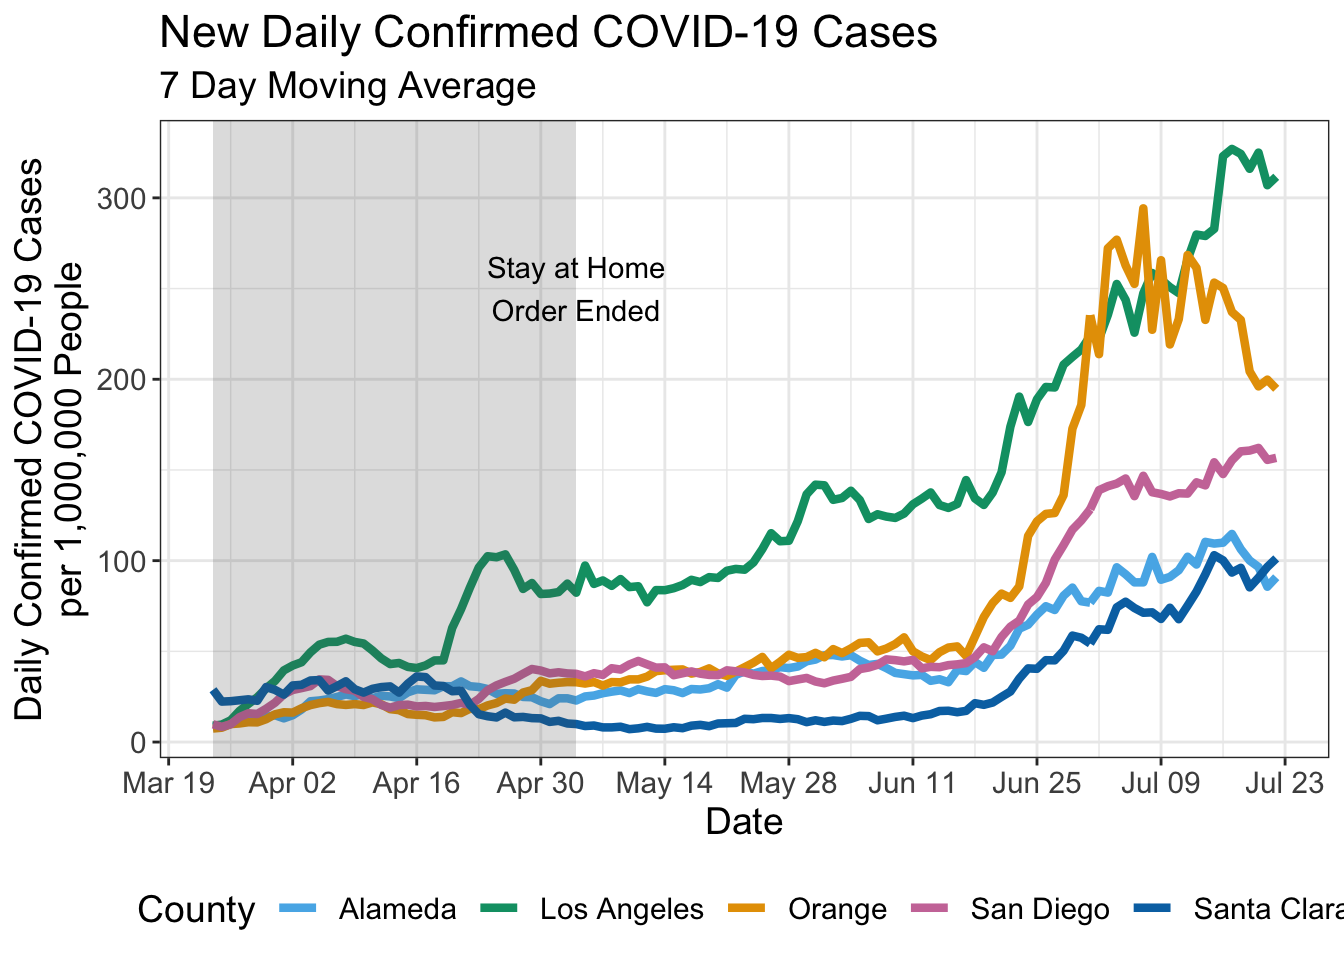 New Daily Confirmed COVID-19 Cases
7 Day Moving Average
Daily Confirmed COVID-19 Cases
per 1,000,000 People
300
200
100
0
Stay at Home
Order Ended
Mar 19 Apr 02 Apr 16 Apr 30 May 14 May 28 Jun 11 Jun 25 Jul 09 Jul 23
Date
County Alameda Los Angeles Orange San Diego Santa Clara